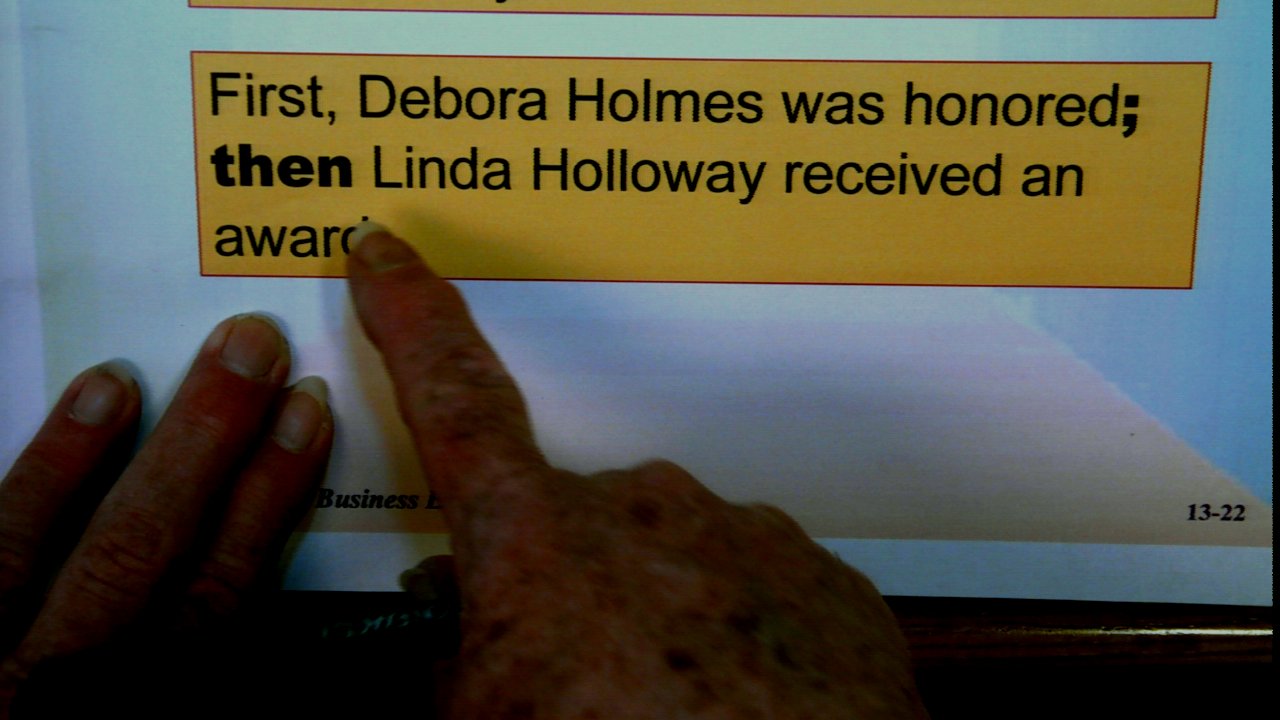 First, Debora Holmes was honored;
then Linda Holloway received an
award
Business
13-22